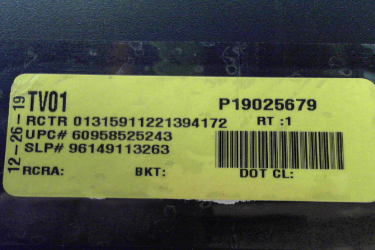 12-26-19
TV01 P19025679
RCTR 01315911221394172 RT :1
UPC# 60958525243
SLP# 96149113263
RCRA: BKT: DOT CL: